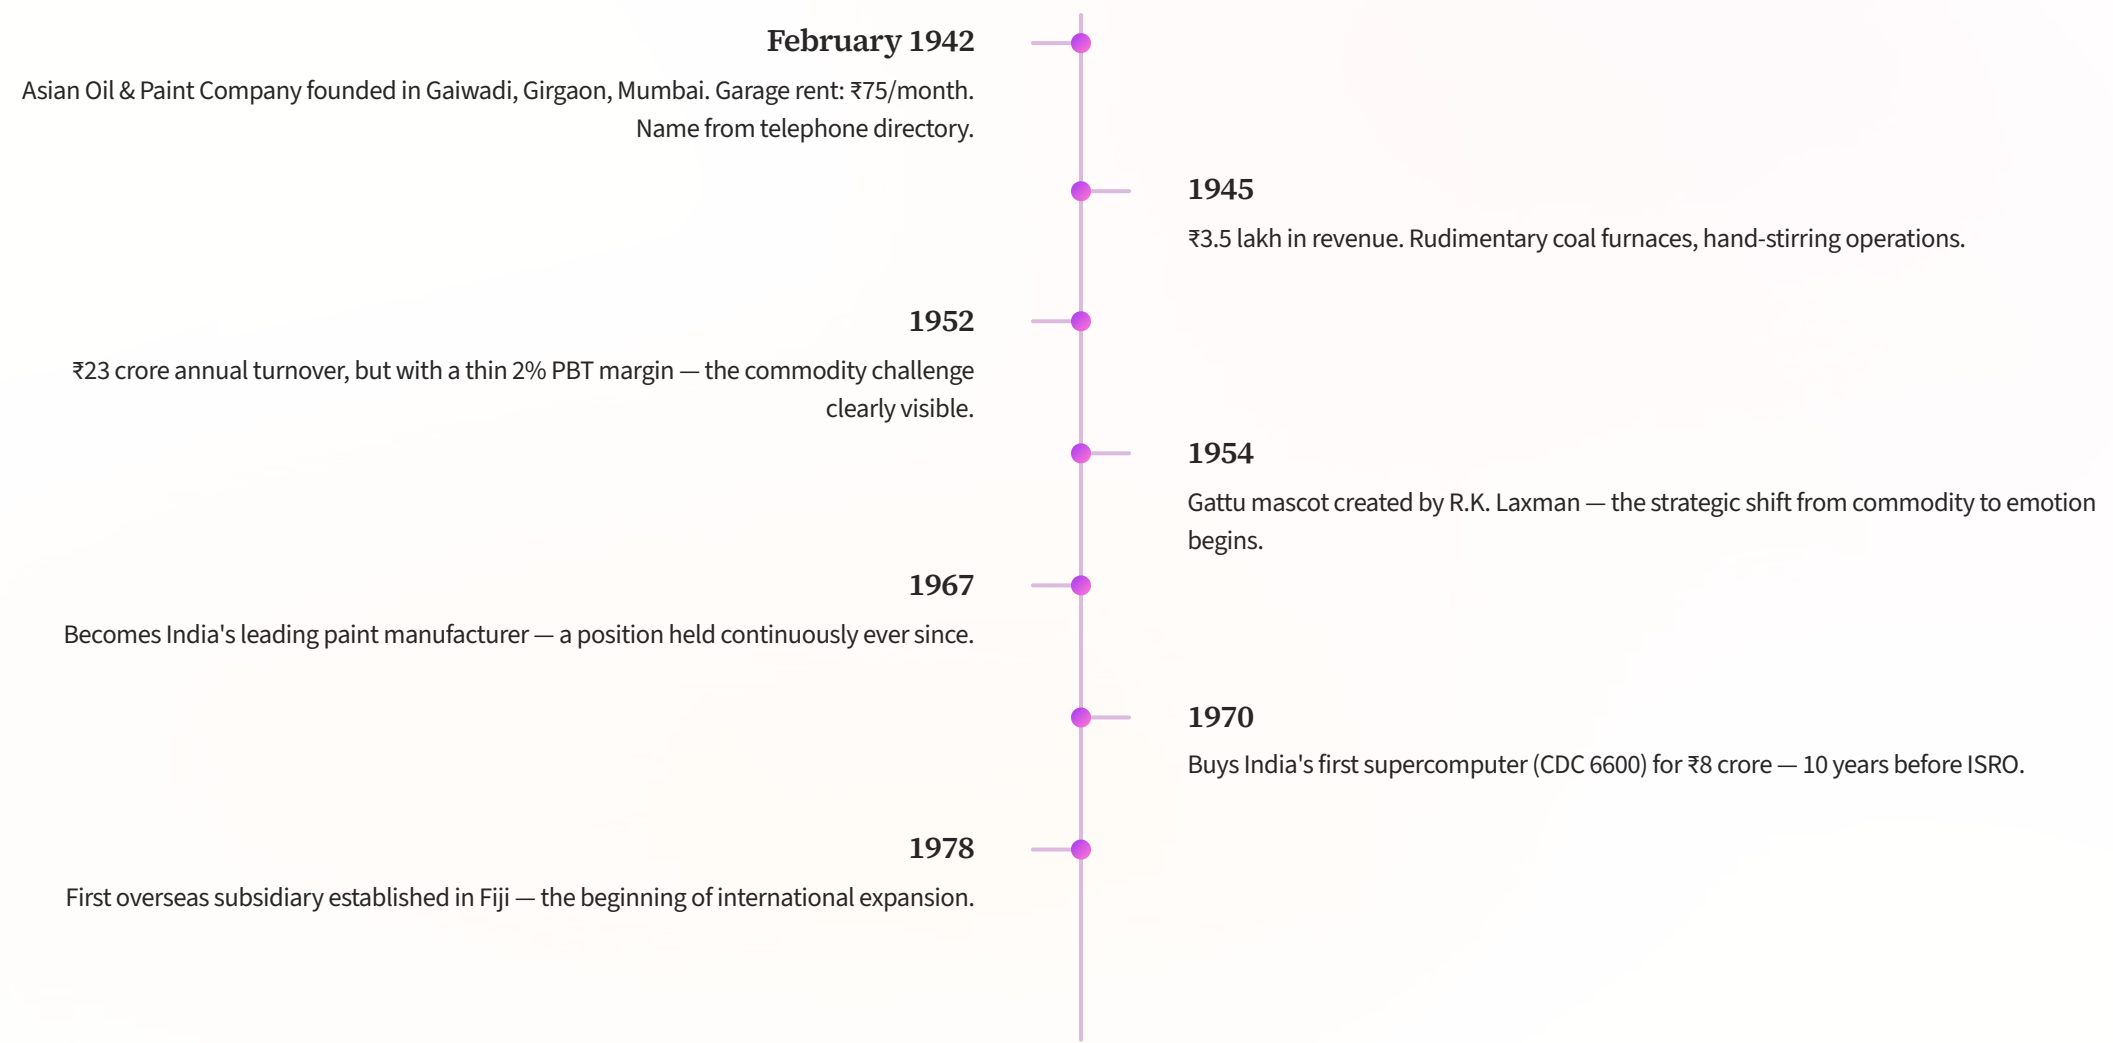 February 1942
Asian Oil & Paint Company founded in Gaiwadi, Girgaon, Mumbai. Garage rent: ₹75/month.
Name from telephone directory.
1945
₹3.5 lakh in revenue. Rudimentary coal furnaces, hand-stirring operations.
1952
₹23 crore annual turnover, but with a thin 2% PBT margin — the commodity challenge
clearly visible.
1954
Gattu mascot created by R.K. Laxman — the strategic shift from commodity to emotion
begins.
1967
Becomes India's leading paint manufacturer — a position held continuously ever since.
1970
Buys India's first supercomputer (CDC 6600) for ₹8 crore — 10 years before ISRO.
1978
First overseas subsidiary established in Fiji — the beginning of international expansion.